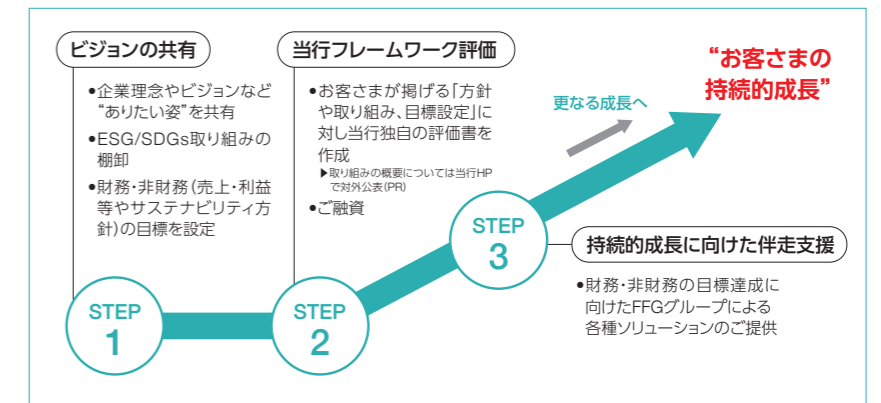 ビジョンの共有
●企業理念やビジョンなど
“ありたい姿”を共有
●ESG/SDGs取り組みの
棚卸
●財務・非財務（売上・利益
等やサステナビリティ方
針）の目標を設定
当行フレームワーク評価
●お客さまが掲げる「方針
や取り組み、目標設定」に
対し当行独自の評価書を
作成
▶取り組みの概要については当行HP
で対外公表（PR）
●ご融資
更なる成長へ
“お客さまの
持続的成長”
STEP
1
STEP
2
STEP
3
持続的成長に向けた伴走支援
●財務・非財務の目標達成に
向けたFFGグループによる
各種ソリューションのご提供